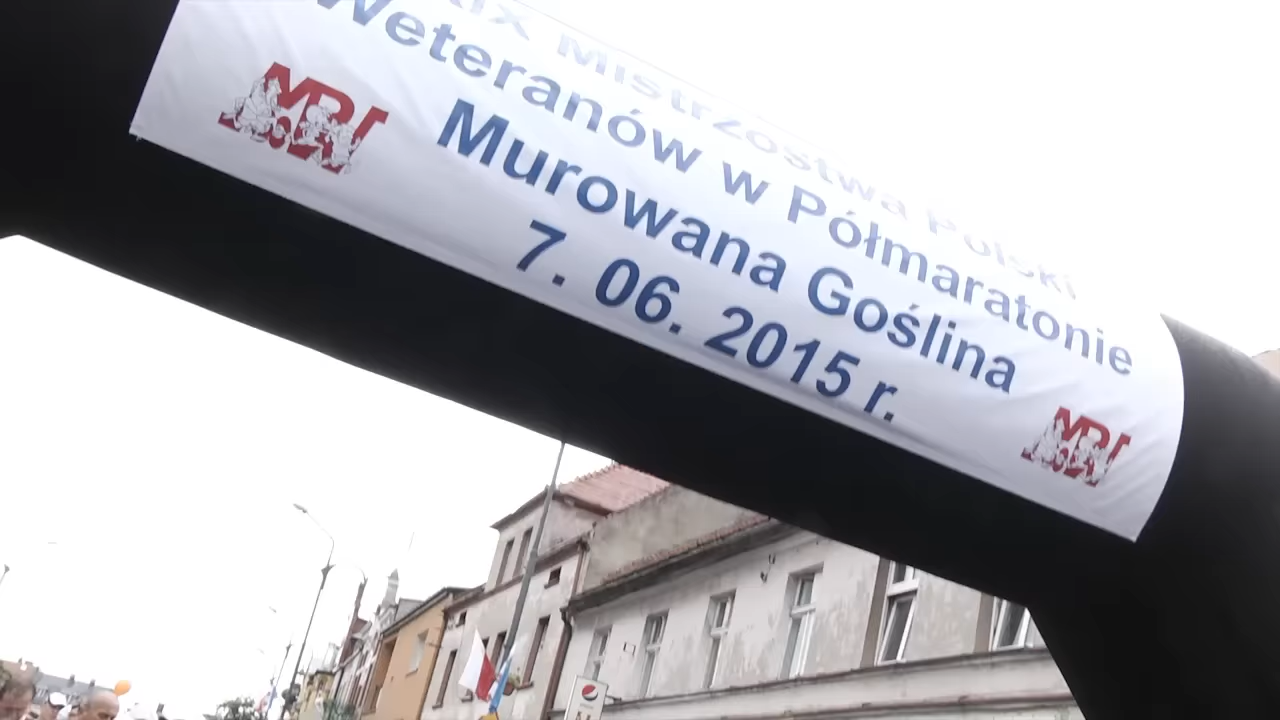 XIX Mistrzostwa Polski
Weteranów w Półmaratonie
Murowana Goślina
7. 06. 2015 r.